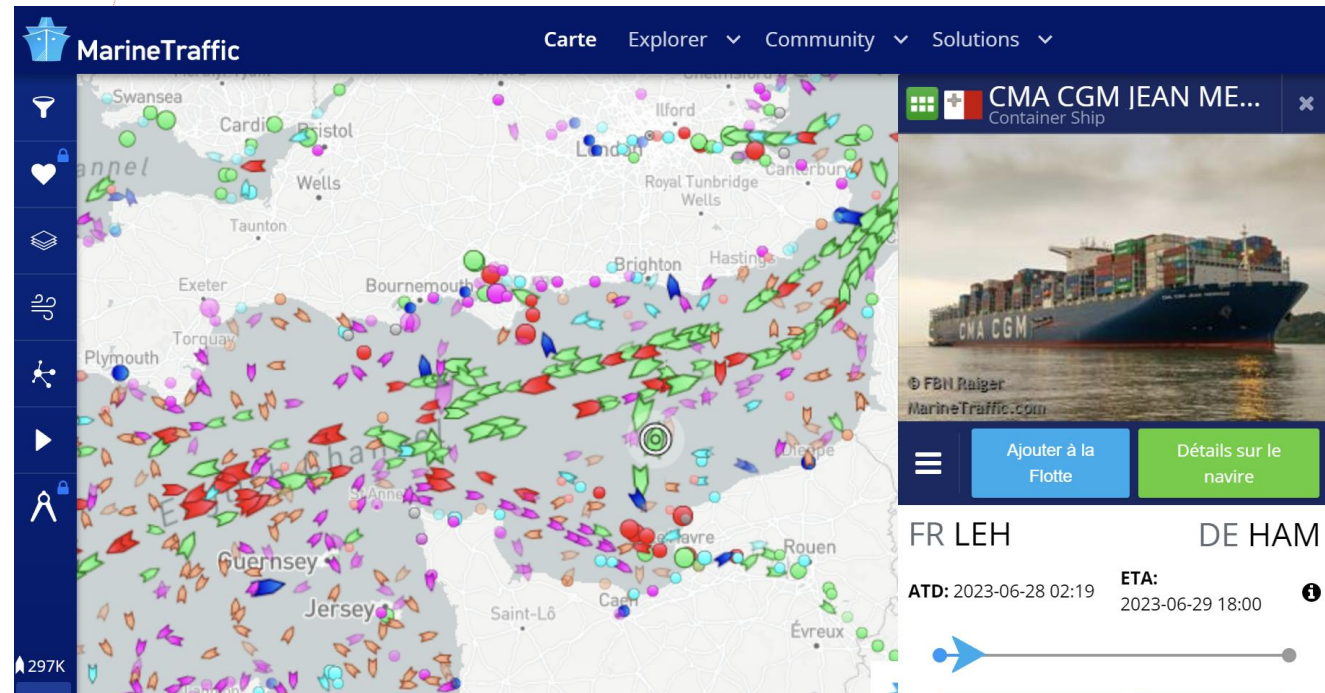 MarineTraffic
Carte Explorer Community Solutions
297K
Swansea
Cardiff
Bristol
Wells
Taunton
Exeter
Torquay
Plymouth
Bournemouth
Ilford
London
Canterbury
Royal Tunbridge
Wells
Brighton
Hastings
Dieppe
St Anne
Guernsey
Jersey
Saint-Lô
Caen
Rouen
Évreux
CMA CGM JEAN ME...
Container Ship
CMA CGM
© FBN Raiger
MarineTraffic.com
Ajouter à la
Flotte
Détails sur le
navire
FR LEH
DE HAM
ATD: 2023-06-28 02:19
ETA:
2023-06-29 18:00